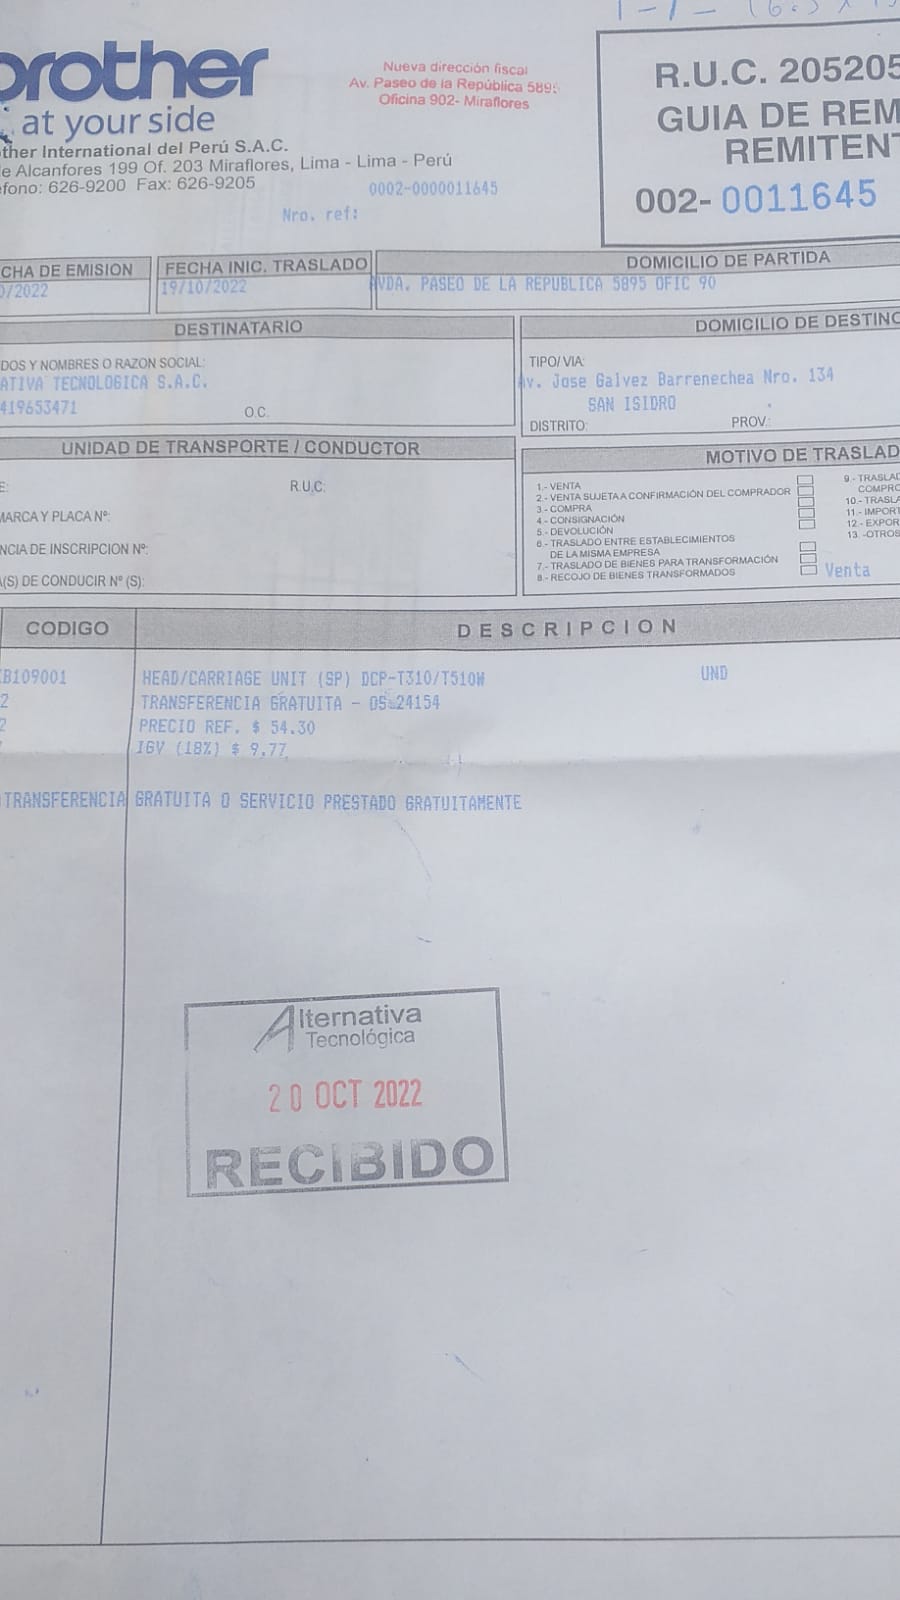 brother
at your side
ther International del Perú S.A.C.
e Alcanfores 199 Of. 203 Miraflores, Lima - Lima - Perú
éfono: 626-9200 Fax: 626-9205
Nueva dirección fiscal
Av. Paseo de la República 5895
Oficina 902- Miraflores
0002-0000011645
Nro. ref:
R.U.C. 205205
GUIA DE REM
REMITENT
002- 0011645
CHA DE EMISION
0/2022
FECHA INIC. TRASLADO
19/10/2022
DOMICILIO DE PARTIDA
AVDA. PASEO DE LA REPUBLICA 5895 OFIC 90
DESTINATARIO
DOS Y NOMBRES O RAZON SOCIAL:
ATIVA TECNOLOGICA S.A.C.
419653471
O.C.
DOMICILIO DE DESTINO
TIPO/ VIA:
Av. Jose Galvez Barrenechea Nro. 134
SAN ISIDRO
DISTRITO:
PROV.:
UNIDAD DE TRANSPORTE / CONDUCTOR
E:
R.U.C:
MARCA Y PLACA Nº:
NCIA DE INSCRIPCION Nº:
A(S) DE CONDUCIR Nº (S):
MOTIVO DE TRASLAD
1.- VENTA
2.- VENTA SUJETA A CONFIRMACIÓN DEL COMPRADOR
3.- COMPRA
4.- CONSIGNACIÓN
5.- DEVOLUCIÓN
6.- TRASLADO ENTRE ESTABLECIMIENTOS
DE LA MISMA EMPRESA
7.- TRASLADO DE BIENES PARA TRANSFORMACIÓN
8.- RECOJO DE BIENES TRANSFORMADOS
9.- TRASLAD
COMPRO
10.- TRASLA
11.- IMPORT
12.- EXPOR
13.-OTROS
Venta
CODIGO
DESCRIPCION
B109001
HEAD/CARRIAGE UNIT (SP) DCP-T310/T510W
UND
2
TRANSFERENCIA GRATUITA - OS 24154
2
PRECIO REF. $ 54.30
IGV (18%) $ 9.77
TRANSFERENCIA GRATUITA O SERVICIO PRESTADO GRATUITAMENTE
Alternativa
Tecnológica
20 OCT 2022
RECIBIDO